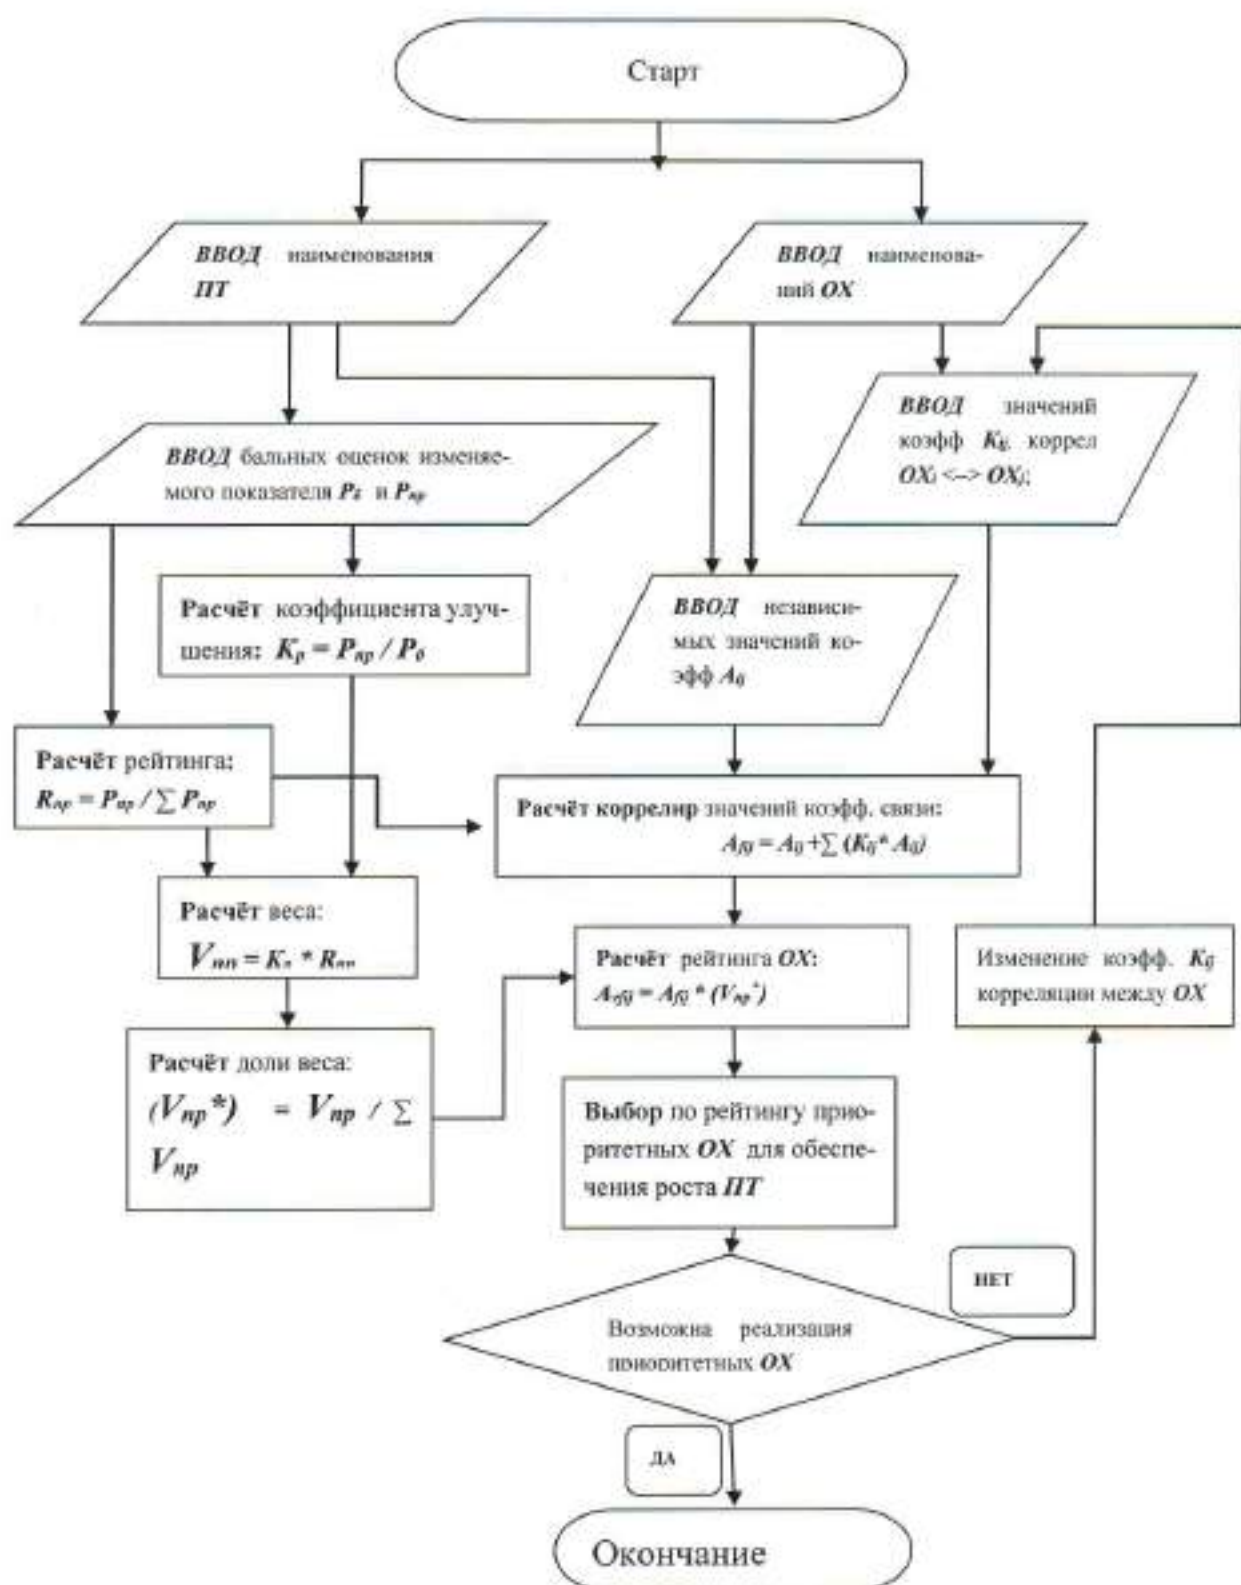 Старт
ВВОД наименования
ПТ
ВВОД наименова-
ний ОХ
ВВОД значений
коэфф Kij, коррел
OXi <--> OXj;
ВВОД бальных оценок изменяе-
мого показателя Pб и Pпр
Расчёт коэффициента улуч-
шения: Kр = Pпр / Pб
ВВОД независи-
мых значений ко-
эфф Aij
Расчёт рейтинга:
Rпр = Pпр / ∑ Pпр
Расчёт коррелир значений коэфф. связи:
Afij = Aij +∑ (Kij* Aij)
Расчёт веса:
Vпп = Kп * Rпп
Расчёт рейтинга ОХ:
Arfij = Afij * (Vпр*)
Изменение коэфф. Kij
корреляции между ОХ
Расчёт доли веса:
(Vпр*) = Vпр / ∑
Vпр
Выбор по рейтингу прио-
ритетных ОХ для обеспе-
чения роста ПТ
НЕТ
Возможна реализация
приоритетных ОХ
ДА
Окончание